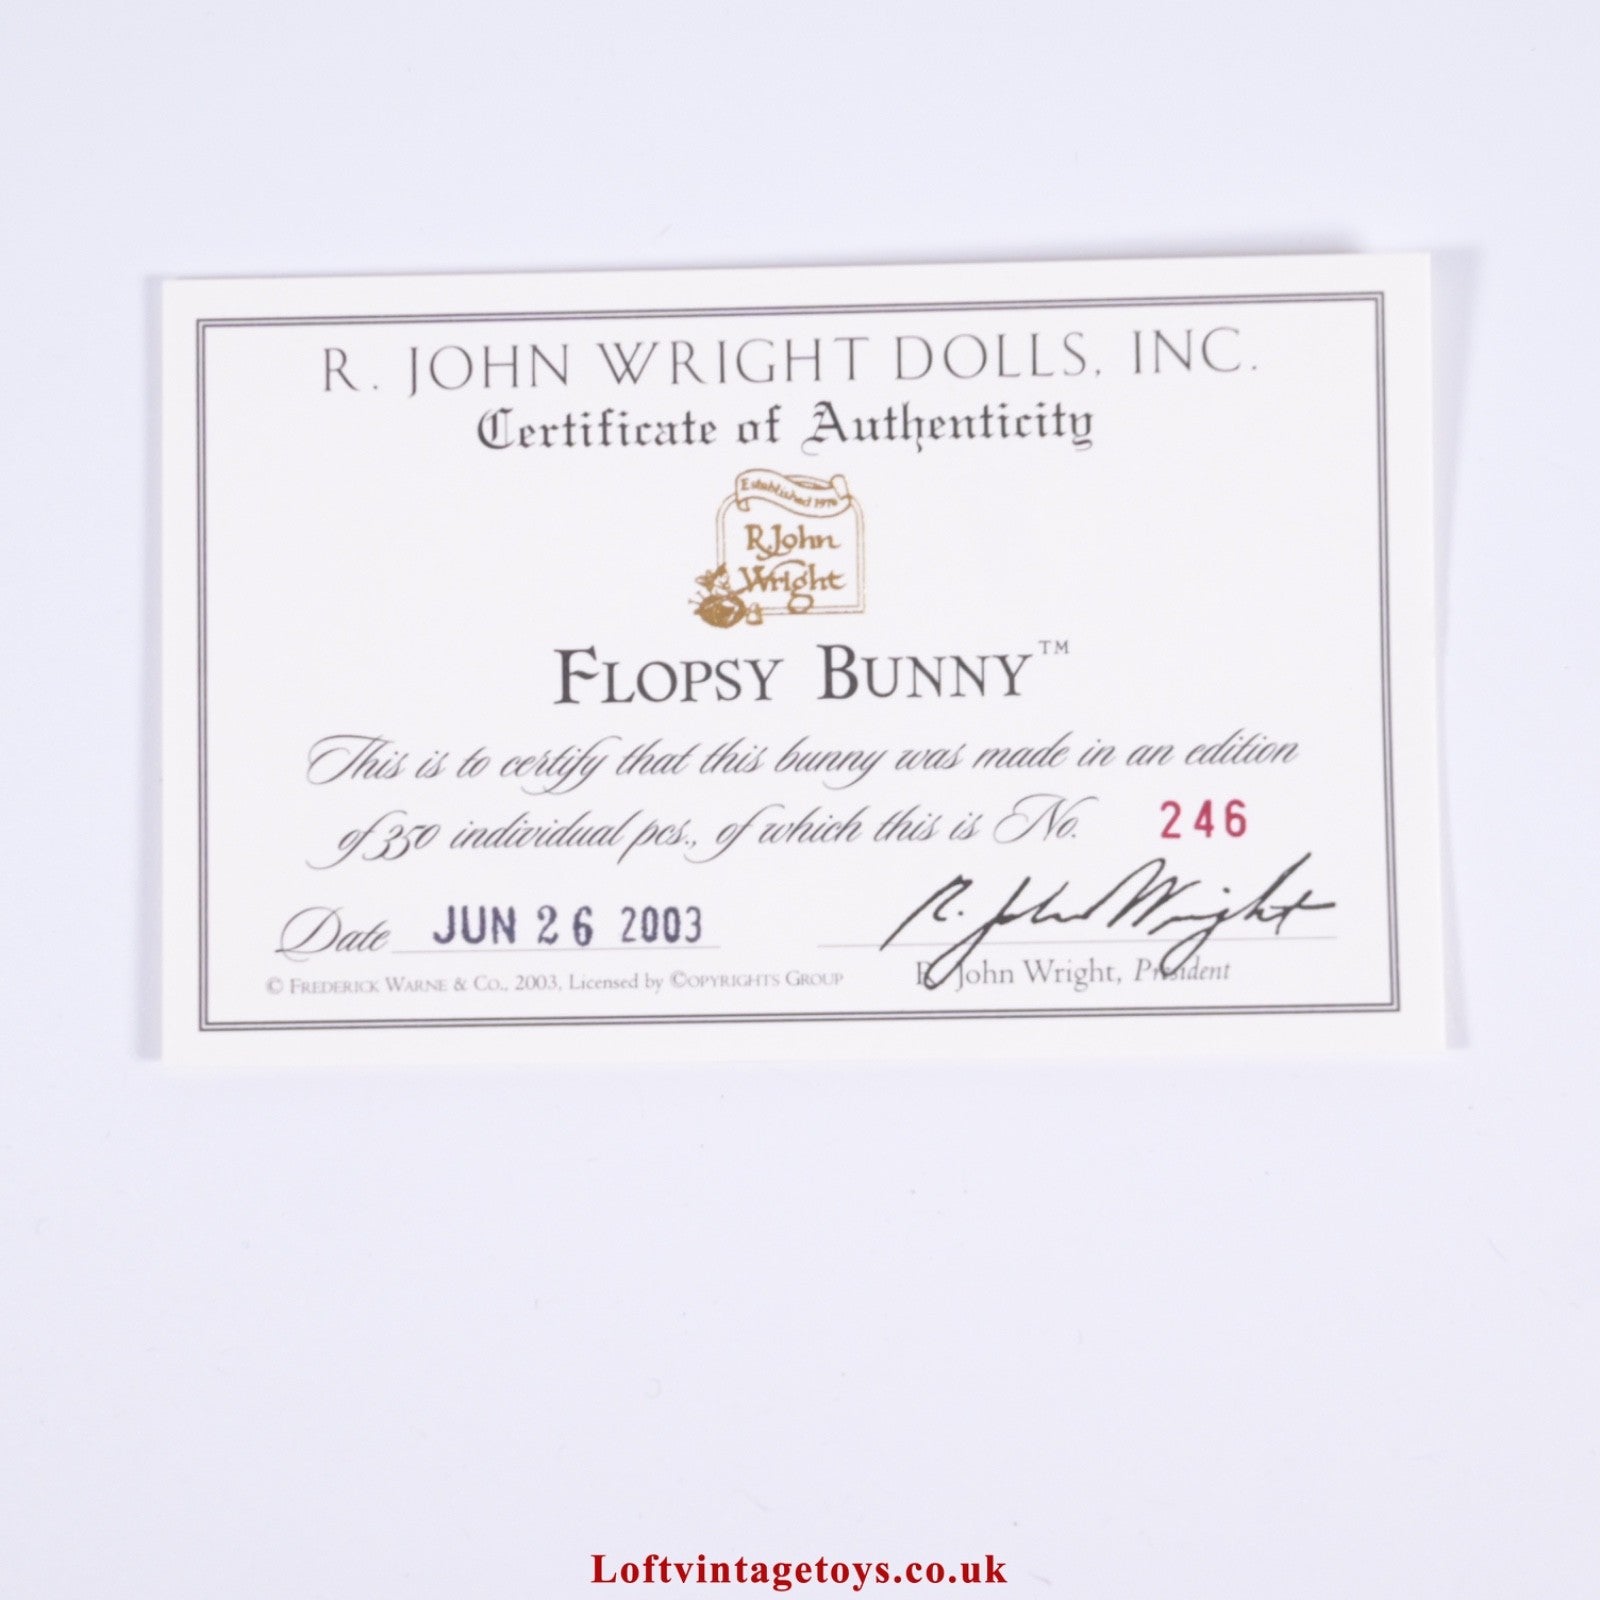 R. JOHN WRIGHT DOLLS, INC.
Certificate of Authenticity
Established 1976
R. John
Wright
FLOPSY BUNNY™
This is to certify that this bunny was made in an edition
of 350 individual pcs., of which this is No. 246
Date JUN 26 2003
R. John Wright
© FREDERICK WARNE & CO., 2003, Licensed by ©OPYRIGHTS GROUP
R. John Wright, President
Loftvintagetoys.co.uk